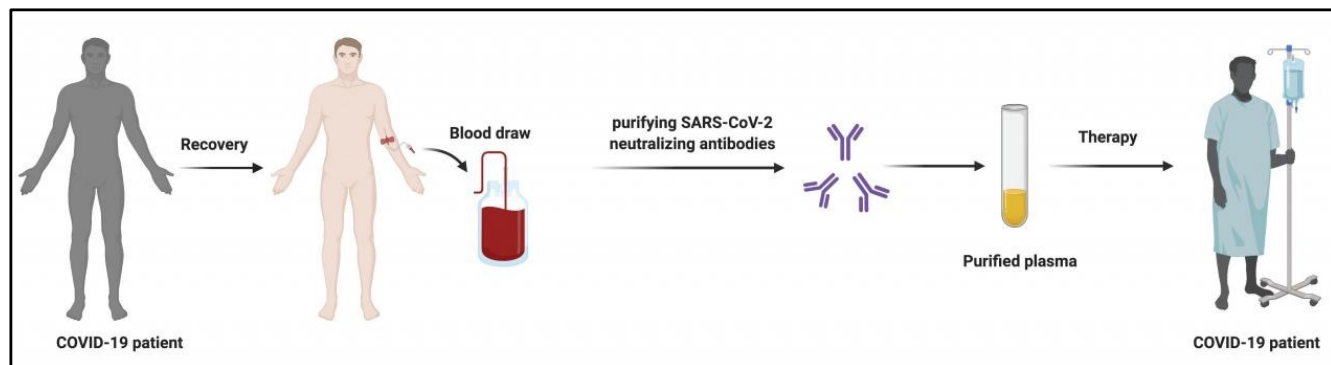 COVID-19 patient
Recovery
Blood draw
purifying SARS-CoV-2
neutralizing antibodies
Purified plasma
Therapy
COVID-19 patient